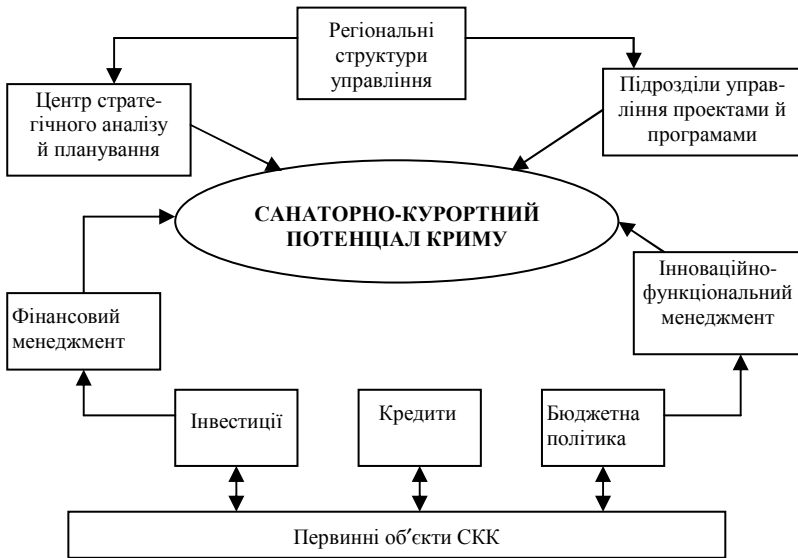 Регіональні
структури
управління
Центр страте-
гічного аналізу
й планування
Підрозділи управ-
ління проектами й
програмами
САНАТОРНО-КУРОРТНИЙ
ПОТЕНЦІАЛ КРИМУ
Фінансовий
менеджмент
Інноваційно-
функціональний
менеджмент
Інвестиції
Кредити
Бюджетна
політика
Первинні об′єкти СКК